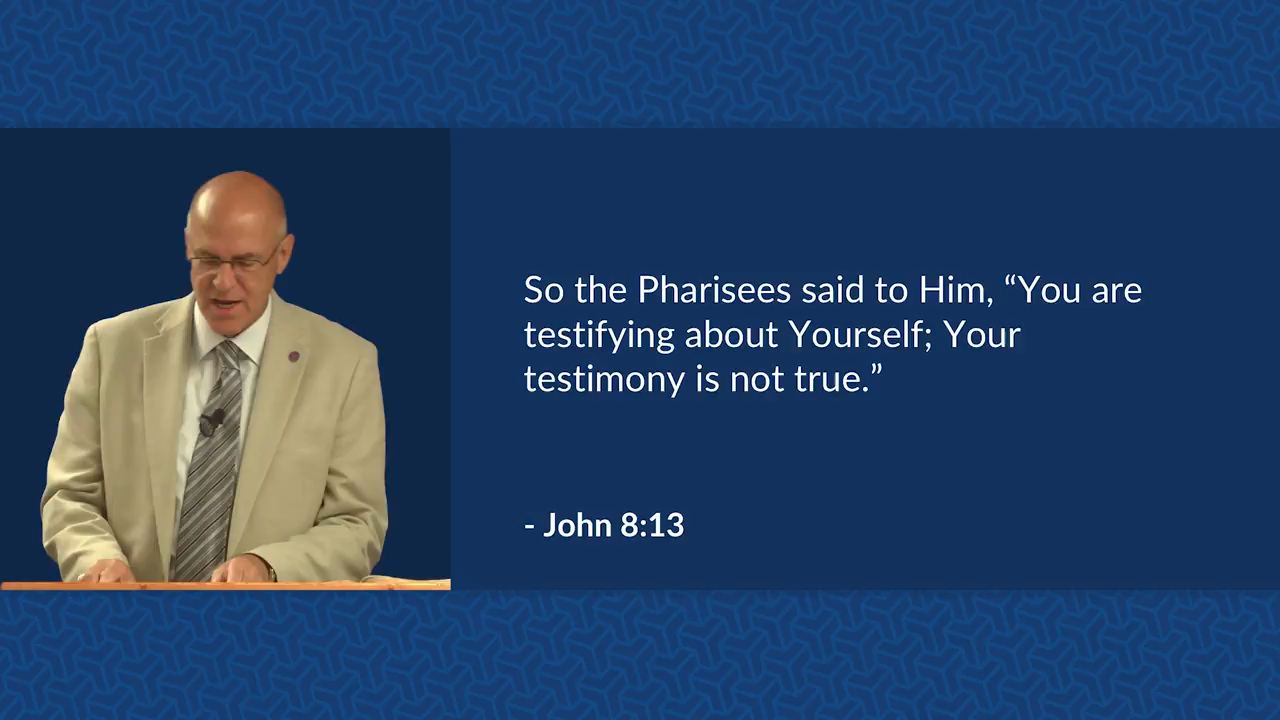 So the Pharisees said to Him, “You are
testifying about Yourself; Your
testimony is not true.”
- John 8:13